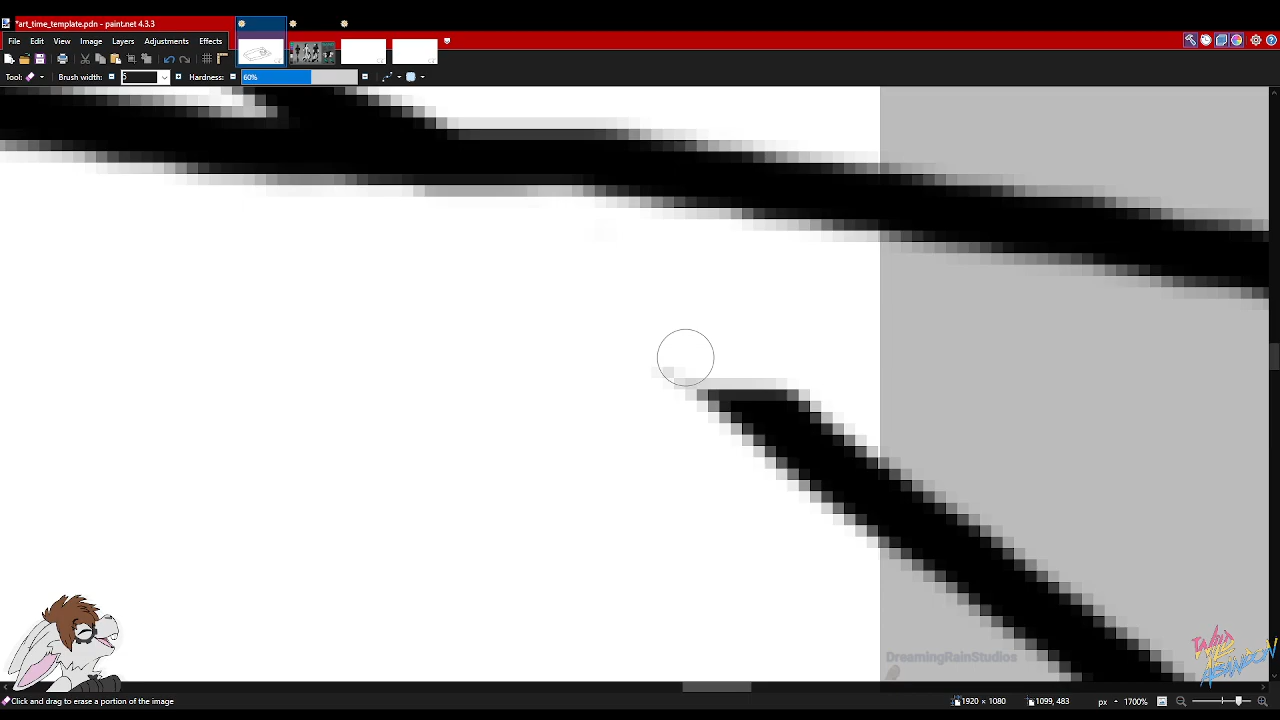 *art_time_template.pdn - paint.net 4.3.3
File Edit View Image Layers Adjustments Effects
Tool: Brush width: 5 Hardness: 60%
DreamingRainStudios
Click and drag to erase a portion of the image 1920 × 1080 1099, 483 px 1700%